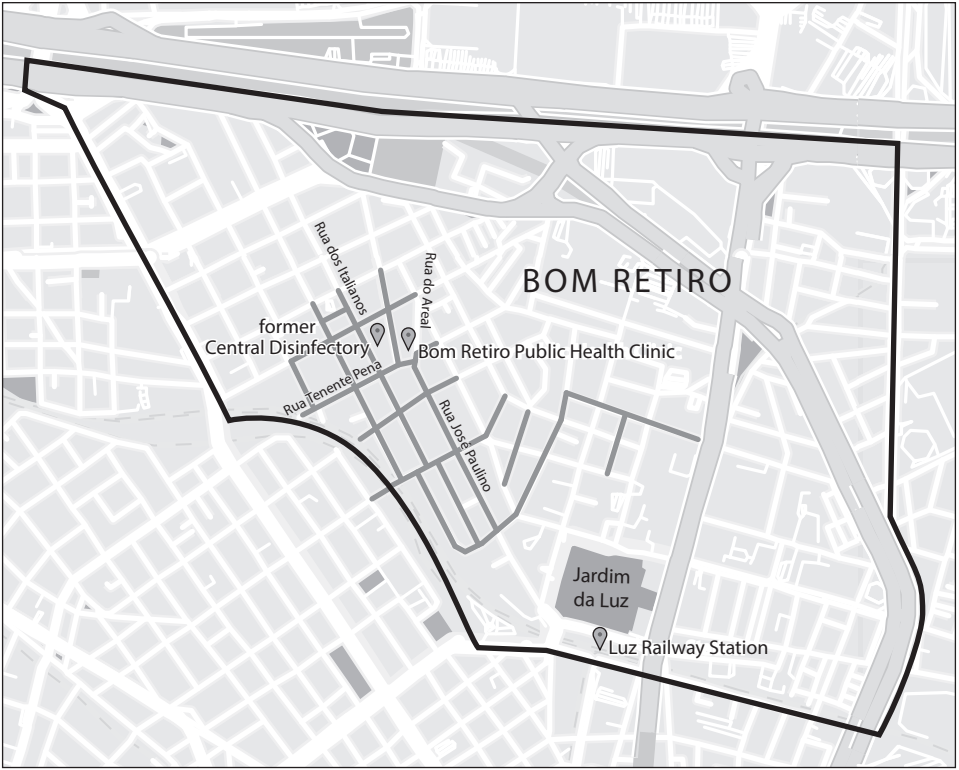 Rua dos Italianos
Rua do Areal
BOM RETIRO
former
Central Disinfectory
Bom Retiro Public Health Clinic
Rua Tenente Pena
Rua José Paulino
Jardim
da Luz
Luz Railway Station